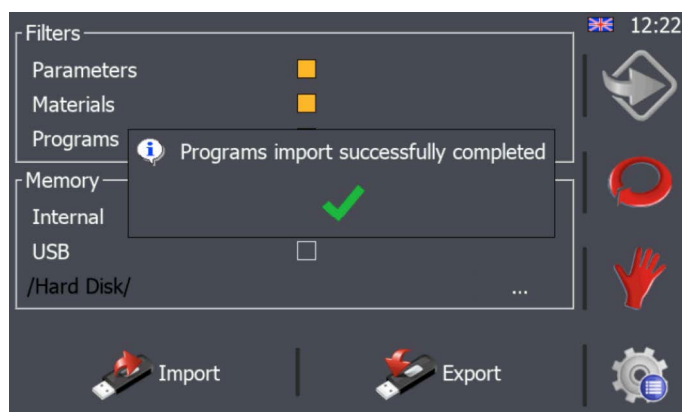 Filters
12:22
Parameters
Materials
Programs
Programs import successfully completed
Memory
Internal
USB
/Hard Disk/
...
Import
Export